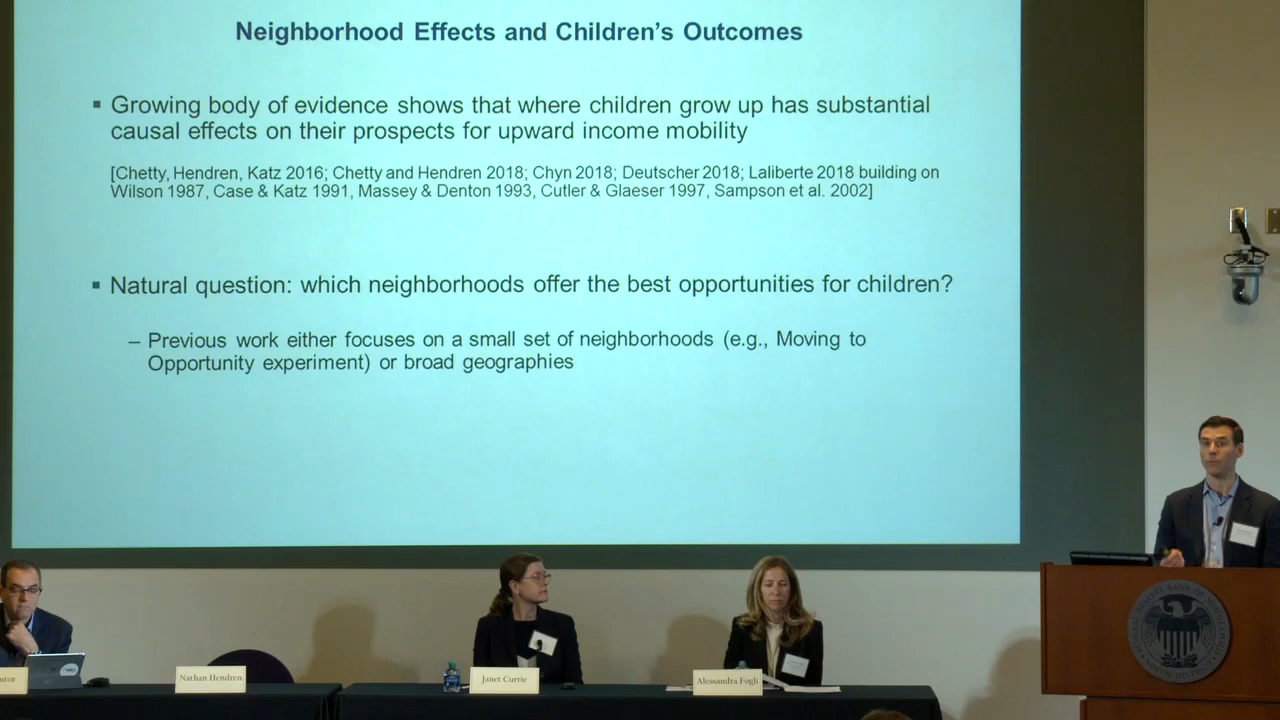 Neighborhood Effects and Children's Outcomes
▪ Growing body of evidence shows that where children grow up has substantial
causal effects on their prospects for upward income mobility
[Chetty, Hendren, Katz 2016; Chetty and Hendren 2018; Chyn 2018; Deutscher 2018; Laliberte 2018 building on
Wilson 1987, Case & Katz 1991, Massey & Denton 1993, Cutler & Glaeser 1997, Sampson et al. 2002]
▪ Natural question: which neighborhoods offer the best opportunities for children?
– Previous work either focuses on a small set of neighborhoods (e.g., Moving to
Opportunity experiment) or broad geographies
Nathan Hendren
Janet Currie
Alessandra Fogli